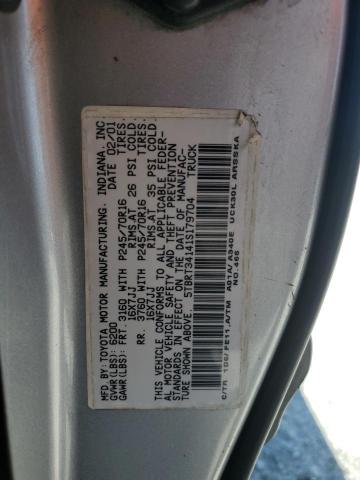 MFD.BY:TOYOTA MOTOR MANUFACTURING, INDIANA, INC.
GVWR(LBS): 6200 DATE 02/01
GAWR(LBS): FRT. 3160 WITH P245/70R16 TIRES,
16X7JJ RIMS AT 26 PSI COLD.
RR. 3760 WITH P245/70R16 TIRES,
16X7JJ RIMS AT 35 PSI COLD.
THIS VEHICLE CONFORMS TO ALL APPLICABLE FEDER-
AL MOTOR VEHICLE SAFETY AND THEFT PREVENTION
STANDARDS IN EFFECT ON THE DATE OF MANUFAC-
TURE SHOWN ABOVE. 5TBRT34141S179704 TRUCK
C/TR: 1G6/FE11,A/TM A01A/ A340E UCK30L ARSSKA
NO. 466